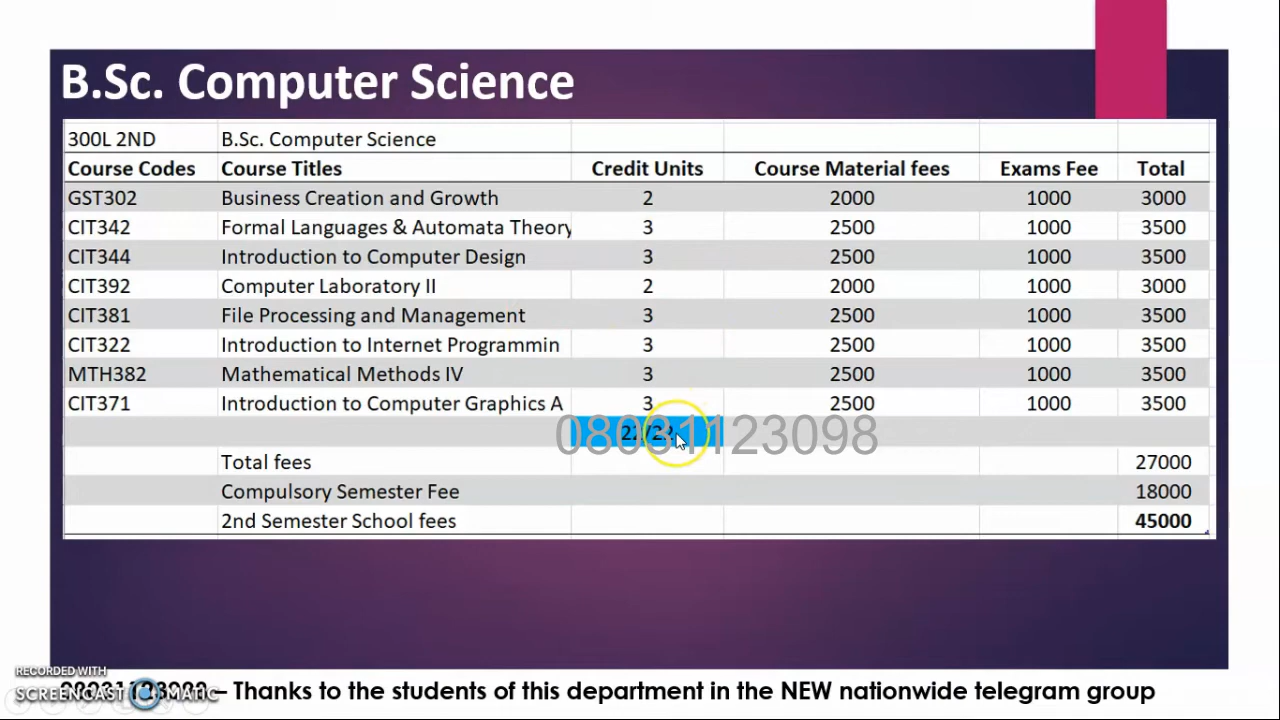 B.Sc. Computer Science
300L 2ND B.Sc. Computer Science
Course Codes Course Titles Credit Units Course Material fees Exams Fee Total
GST302 Business Creation and Growth 2 2000 1000 3000
CIT342 Formal Languages & Automata Theory 3 2500 1000 3500
CIT344 Introduction to Computer Design 3 2500 1000 3500
CIT392 Computer Laboratory II 2 2000 1000 3000
CIT381 File Processing and Management 3 2500 1000 3500
CIT322 Introduction to Internet Programmin 3 2500 1000 3500
MTH382 Mathematical Methods IV 3 2500 1000 3500
CIT371 Introduction to Computer Graphics A 3 2500 1000 3500
08031123098
Total fees 27000
Compulsory Semester Fee 18000
2nd Semester School fees 45000
RECORDED WITH
SCREENCAST MATIC
– Thanks to the students of this department in the NEW nationwide telegram group